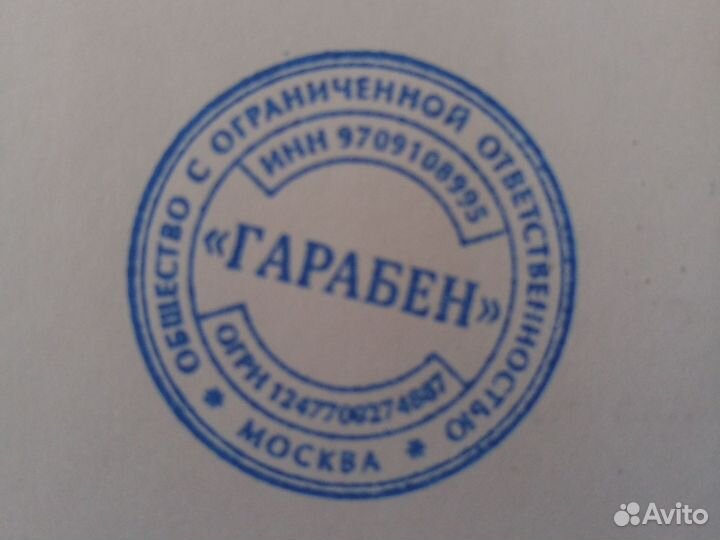 ОБЩЕСТВО С ОГРАНИЧЕННОЙ ОТВЕТСТВЕННОСТЬЮ
ИНН 9709108995
«ГАРАБЕН»
ОГРН 1247700274887
* МОСКВА *
Avito